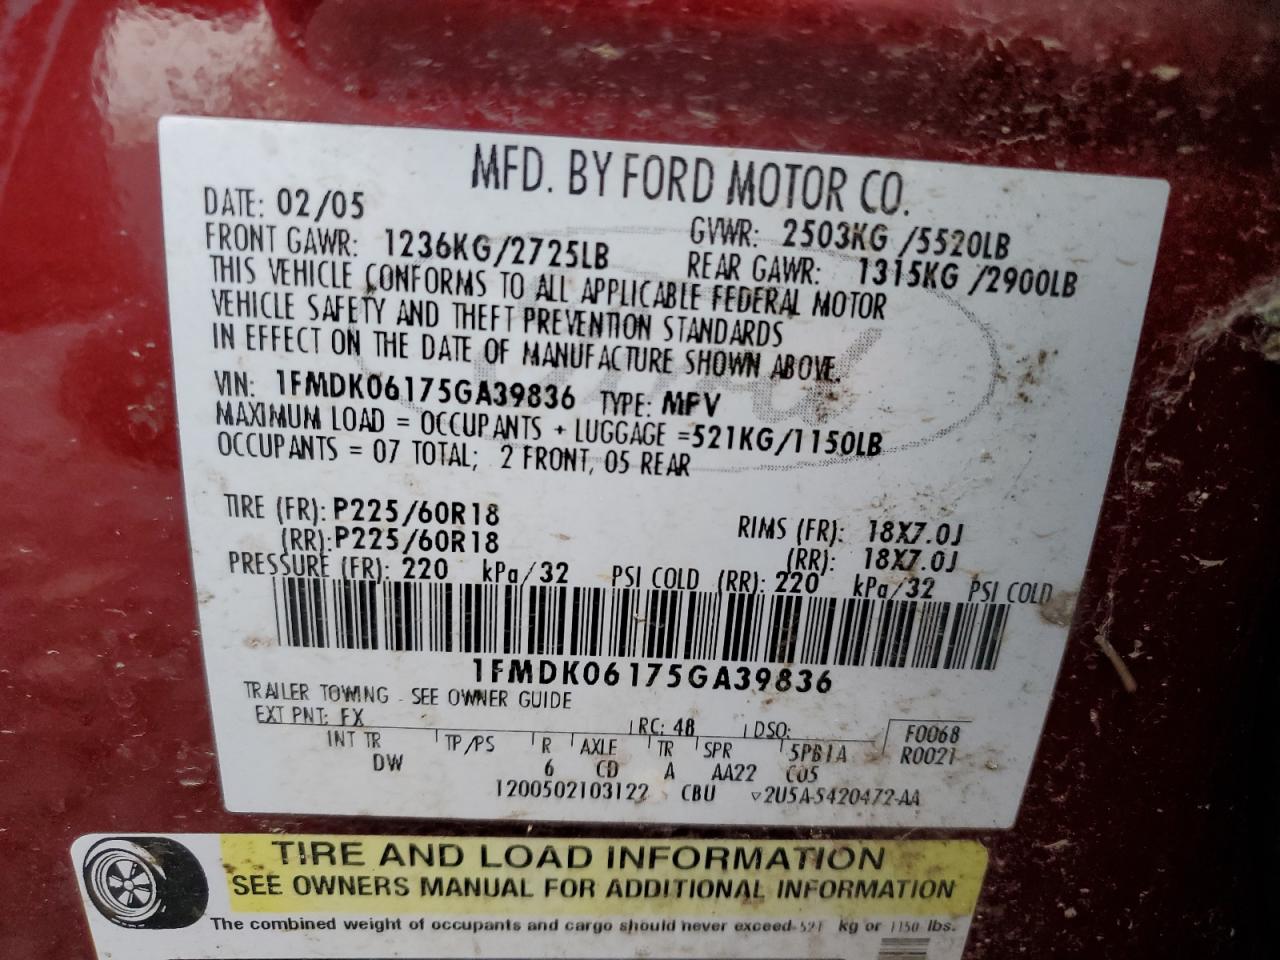 MFD. BY FORD MOTOR CO.
DATE: 02/05 GVWR: 2503KG /5520LB
FRONT GAWR: 1236KG/2725LB REAR GAWR: 1315KG /2900LB
THIS VEHICLE CONFORMS TO ALL APPLICABLE FEDERAL MOTOR
VEHICLE SAFETY AND THEFT PREVENTION STANDARDS
IN EFFECT ON THE DATE OF MANUFACTURE SHOWN ABOVE.
VIN: 1FMDK06175GA39836 TYPE: MPV
MAXIMUM LOAD = OCCUPANTS + LUGGAGE =521KG/1150LB
OCCUPANTS = 07 TOTAL; 2 FRONT, 05 REAR
TIRE (FR): P225/60R18 RIMS (FR): 18X7.0J
(RR): P225/60R18 (RR): 18X7.0J
PRESSURE (FR): 220 kPa/32 PSI COLD (RR): 220 kPa/32 PSI COLD
1FMDK06175GA39836
TRAILER TOWING - SEE OWNER GUIDE
EXT PNT: FX RC: 48 DSO: F0068
INT TR TP/PS R AXLE TR SPR 5PB1A R0021
DW 6 CD A AA22 C05
1200502103122 CBU ▽2U5A-5420472-AA
TIRE AND LOAD INFORMATION
SEE OWNERS MANUAL FOR ADDITIONAL INFORMATION
The combined weight of occupants and cargo should never exceed 521 kg or 1150 lbs.